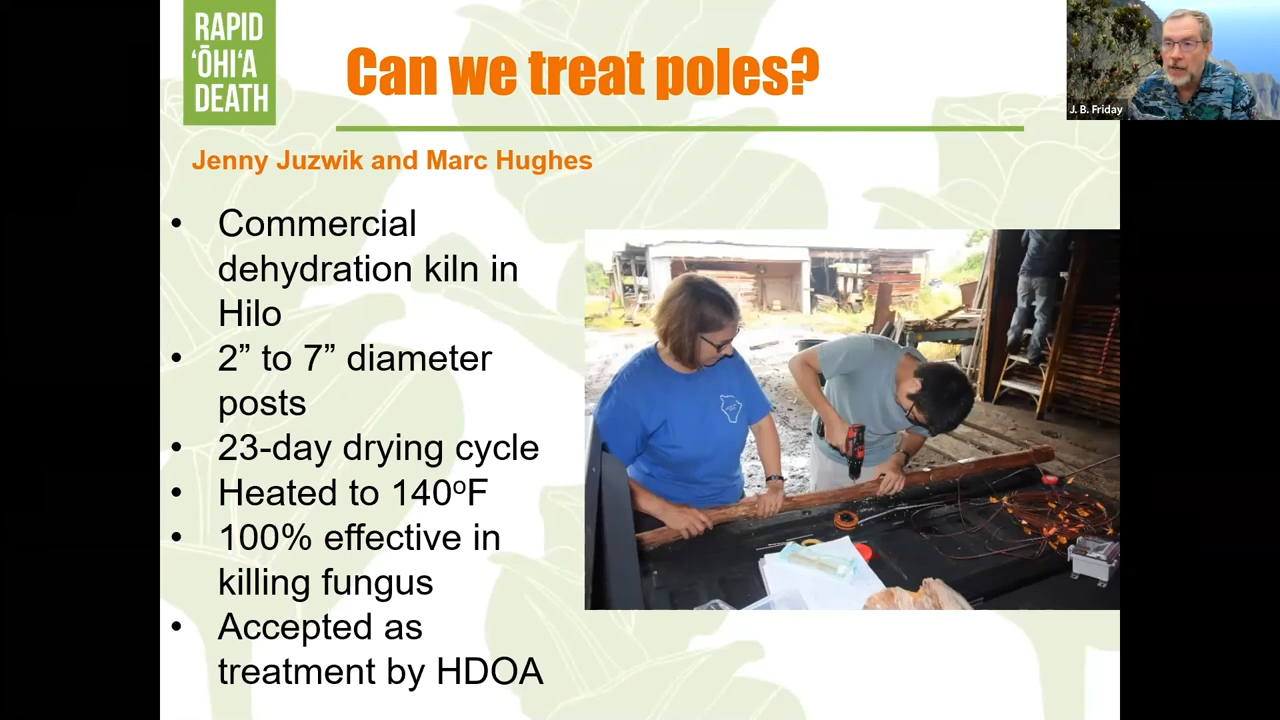 RAPID
ʻŌHIʻA
DEATH
Can we treat poles?
J. B. Friday
Jenny Juzwik and Marc Hughes
• Commercial
dehydration kiln in
Hilo
• 2” to 7” diameter
posts
• 23-day drying cycle
• Heated to 140ºF
• 100% effective in
killing fungus
• Accepted as
treatment by HDOA